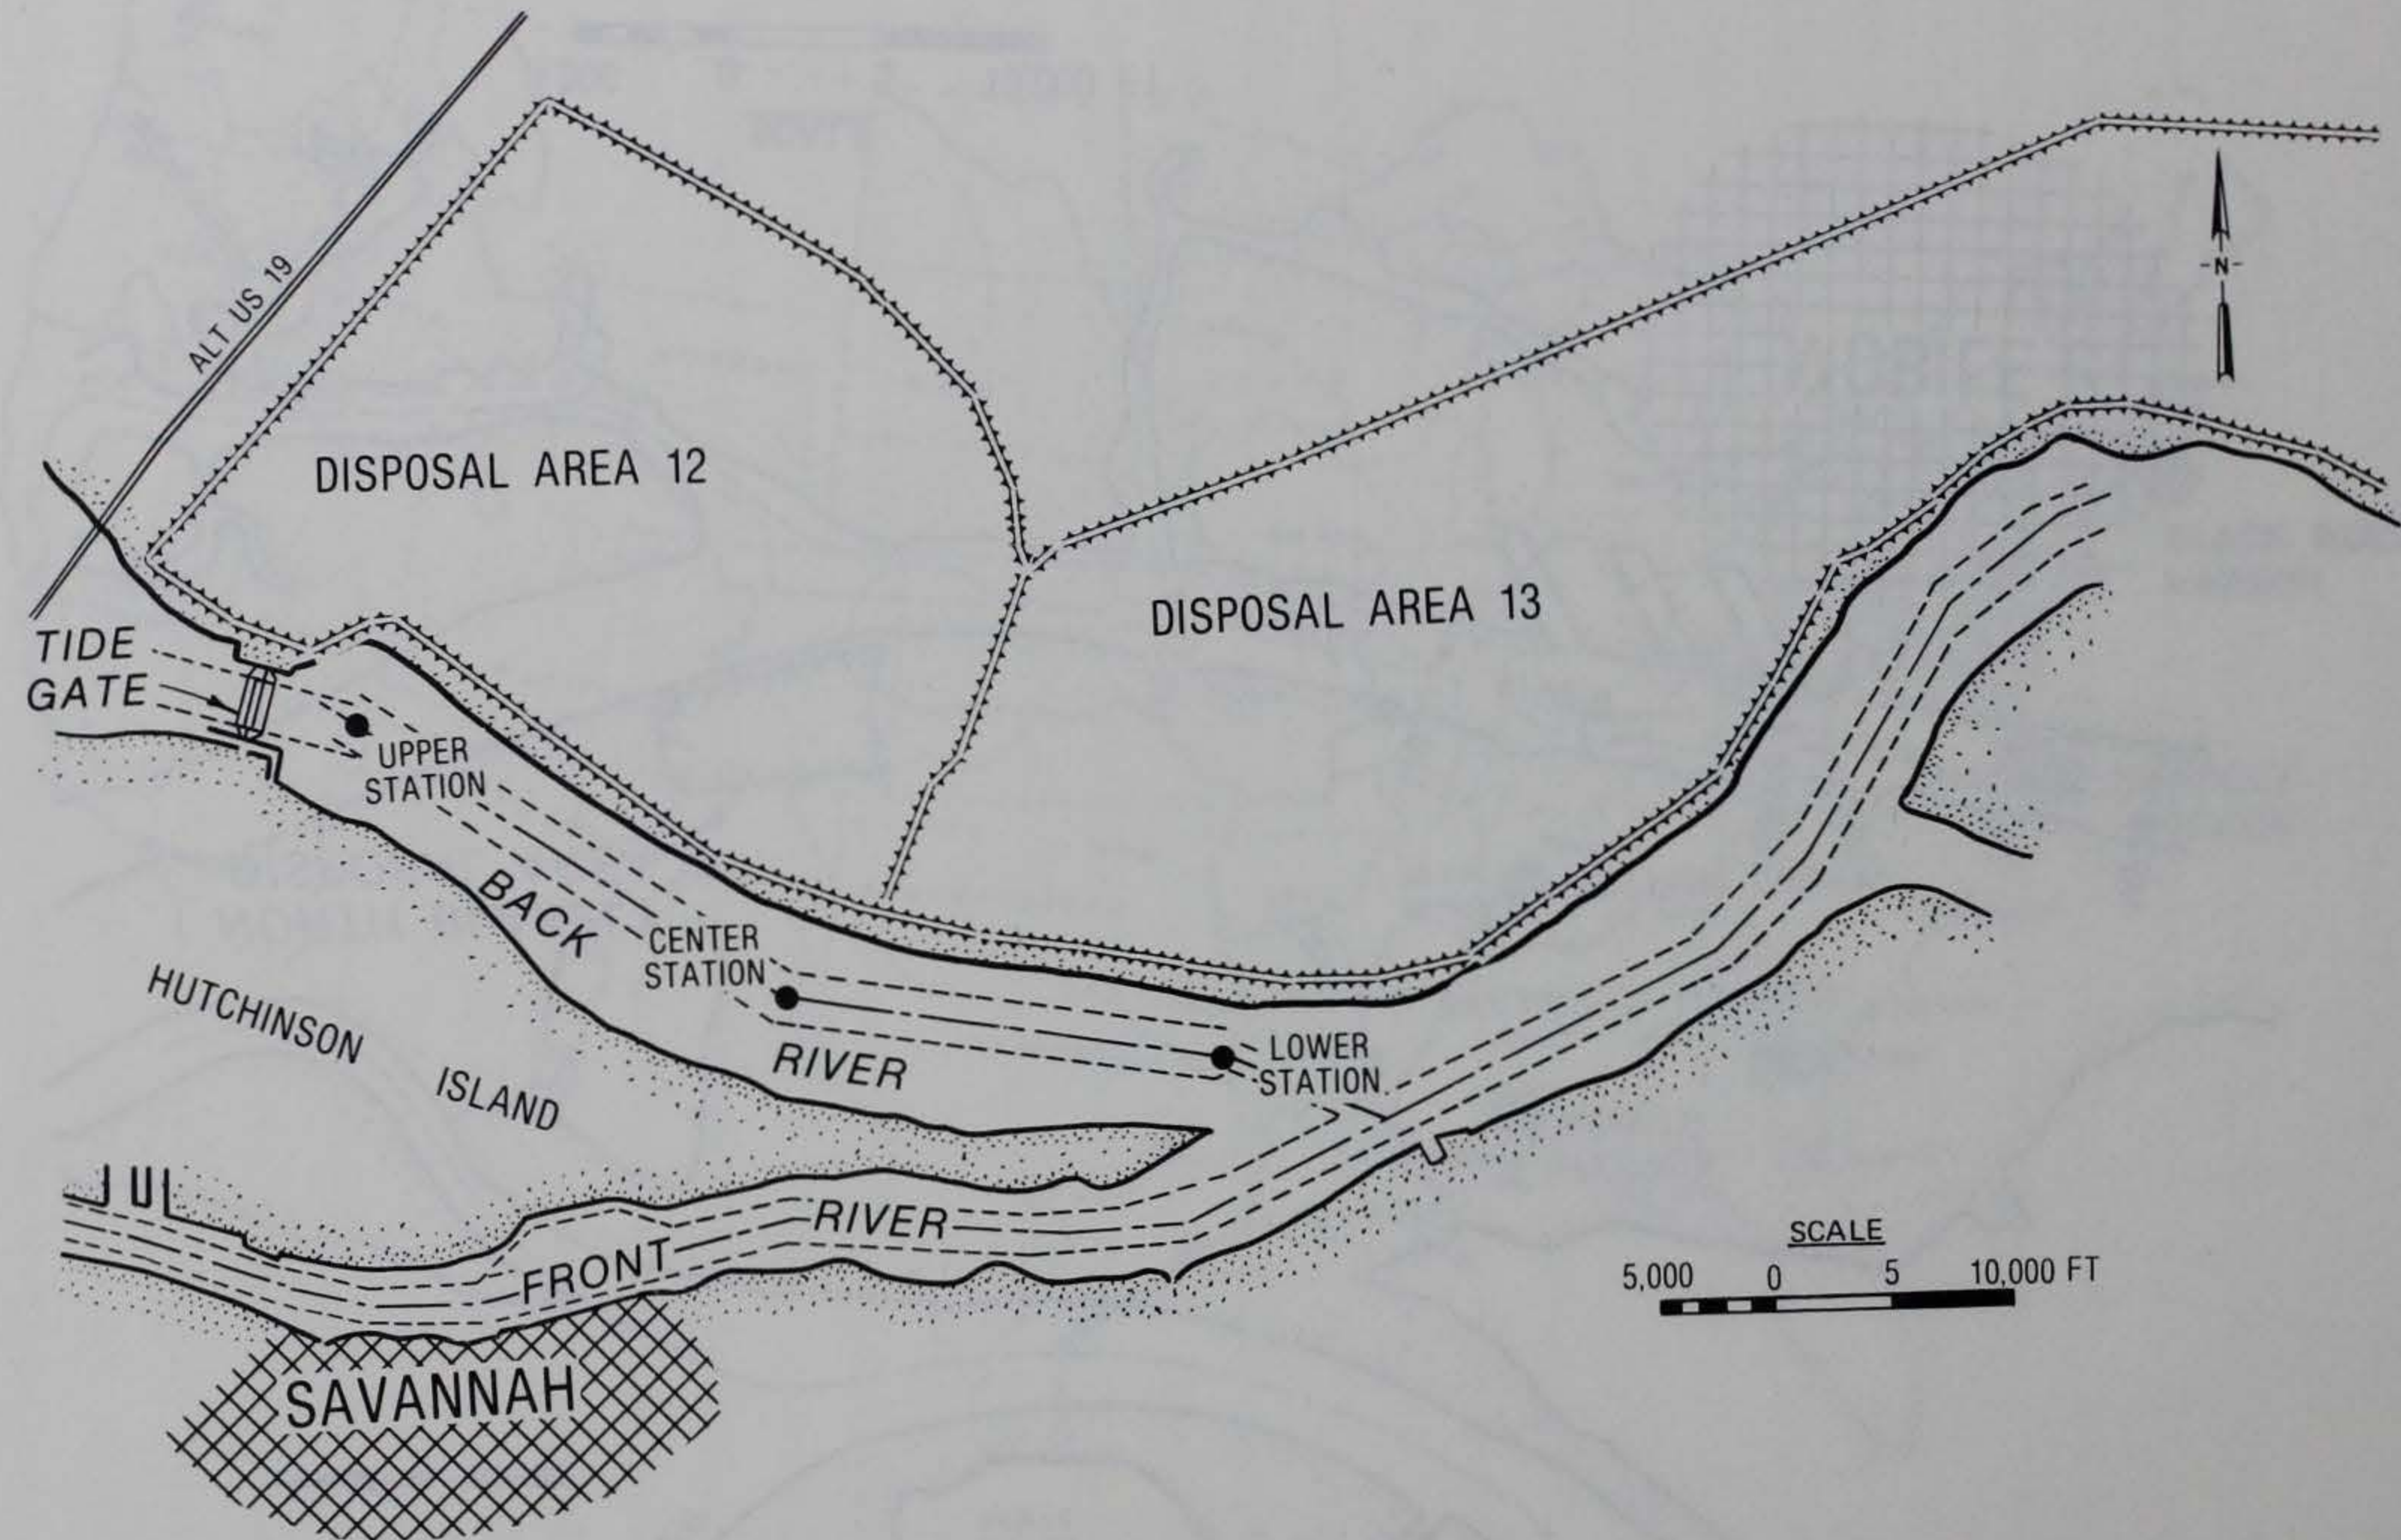 ALT US 19
DISPOSAL AREA 12
DISPOSAL AREA 13
-N-
TIDE
GATE
UPPER
STATION
BACK
RIVER
CENTER
STATION
LOWER
STATION
HUTCHINSON
ISLAND
FRONT
RIVER
SAVANNAH
SCALE
5,000 0 5 10,000 FT